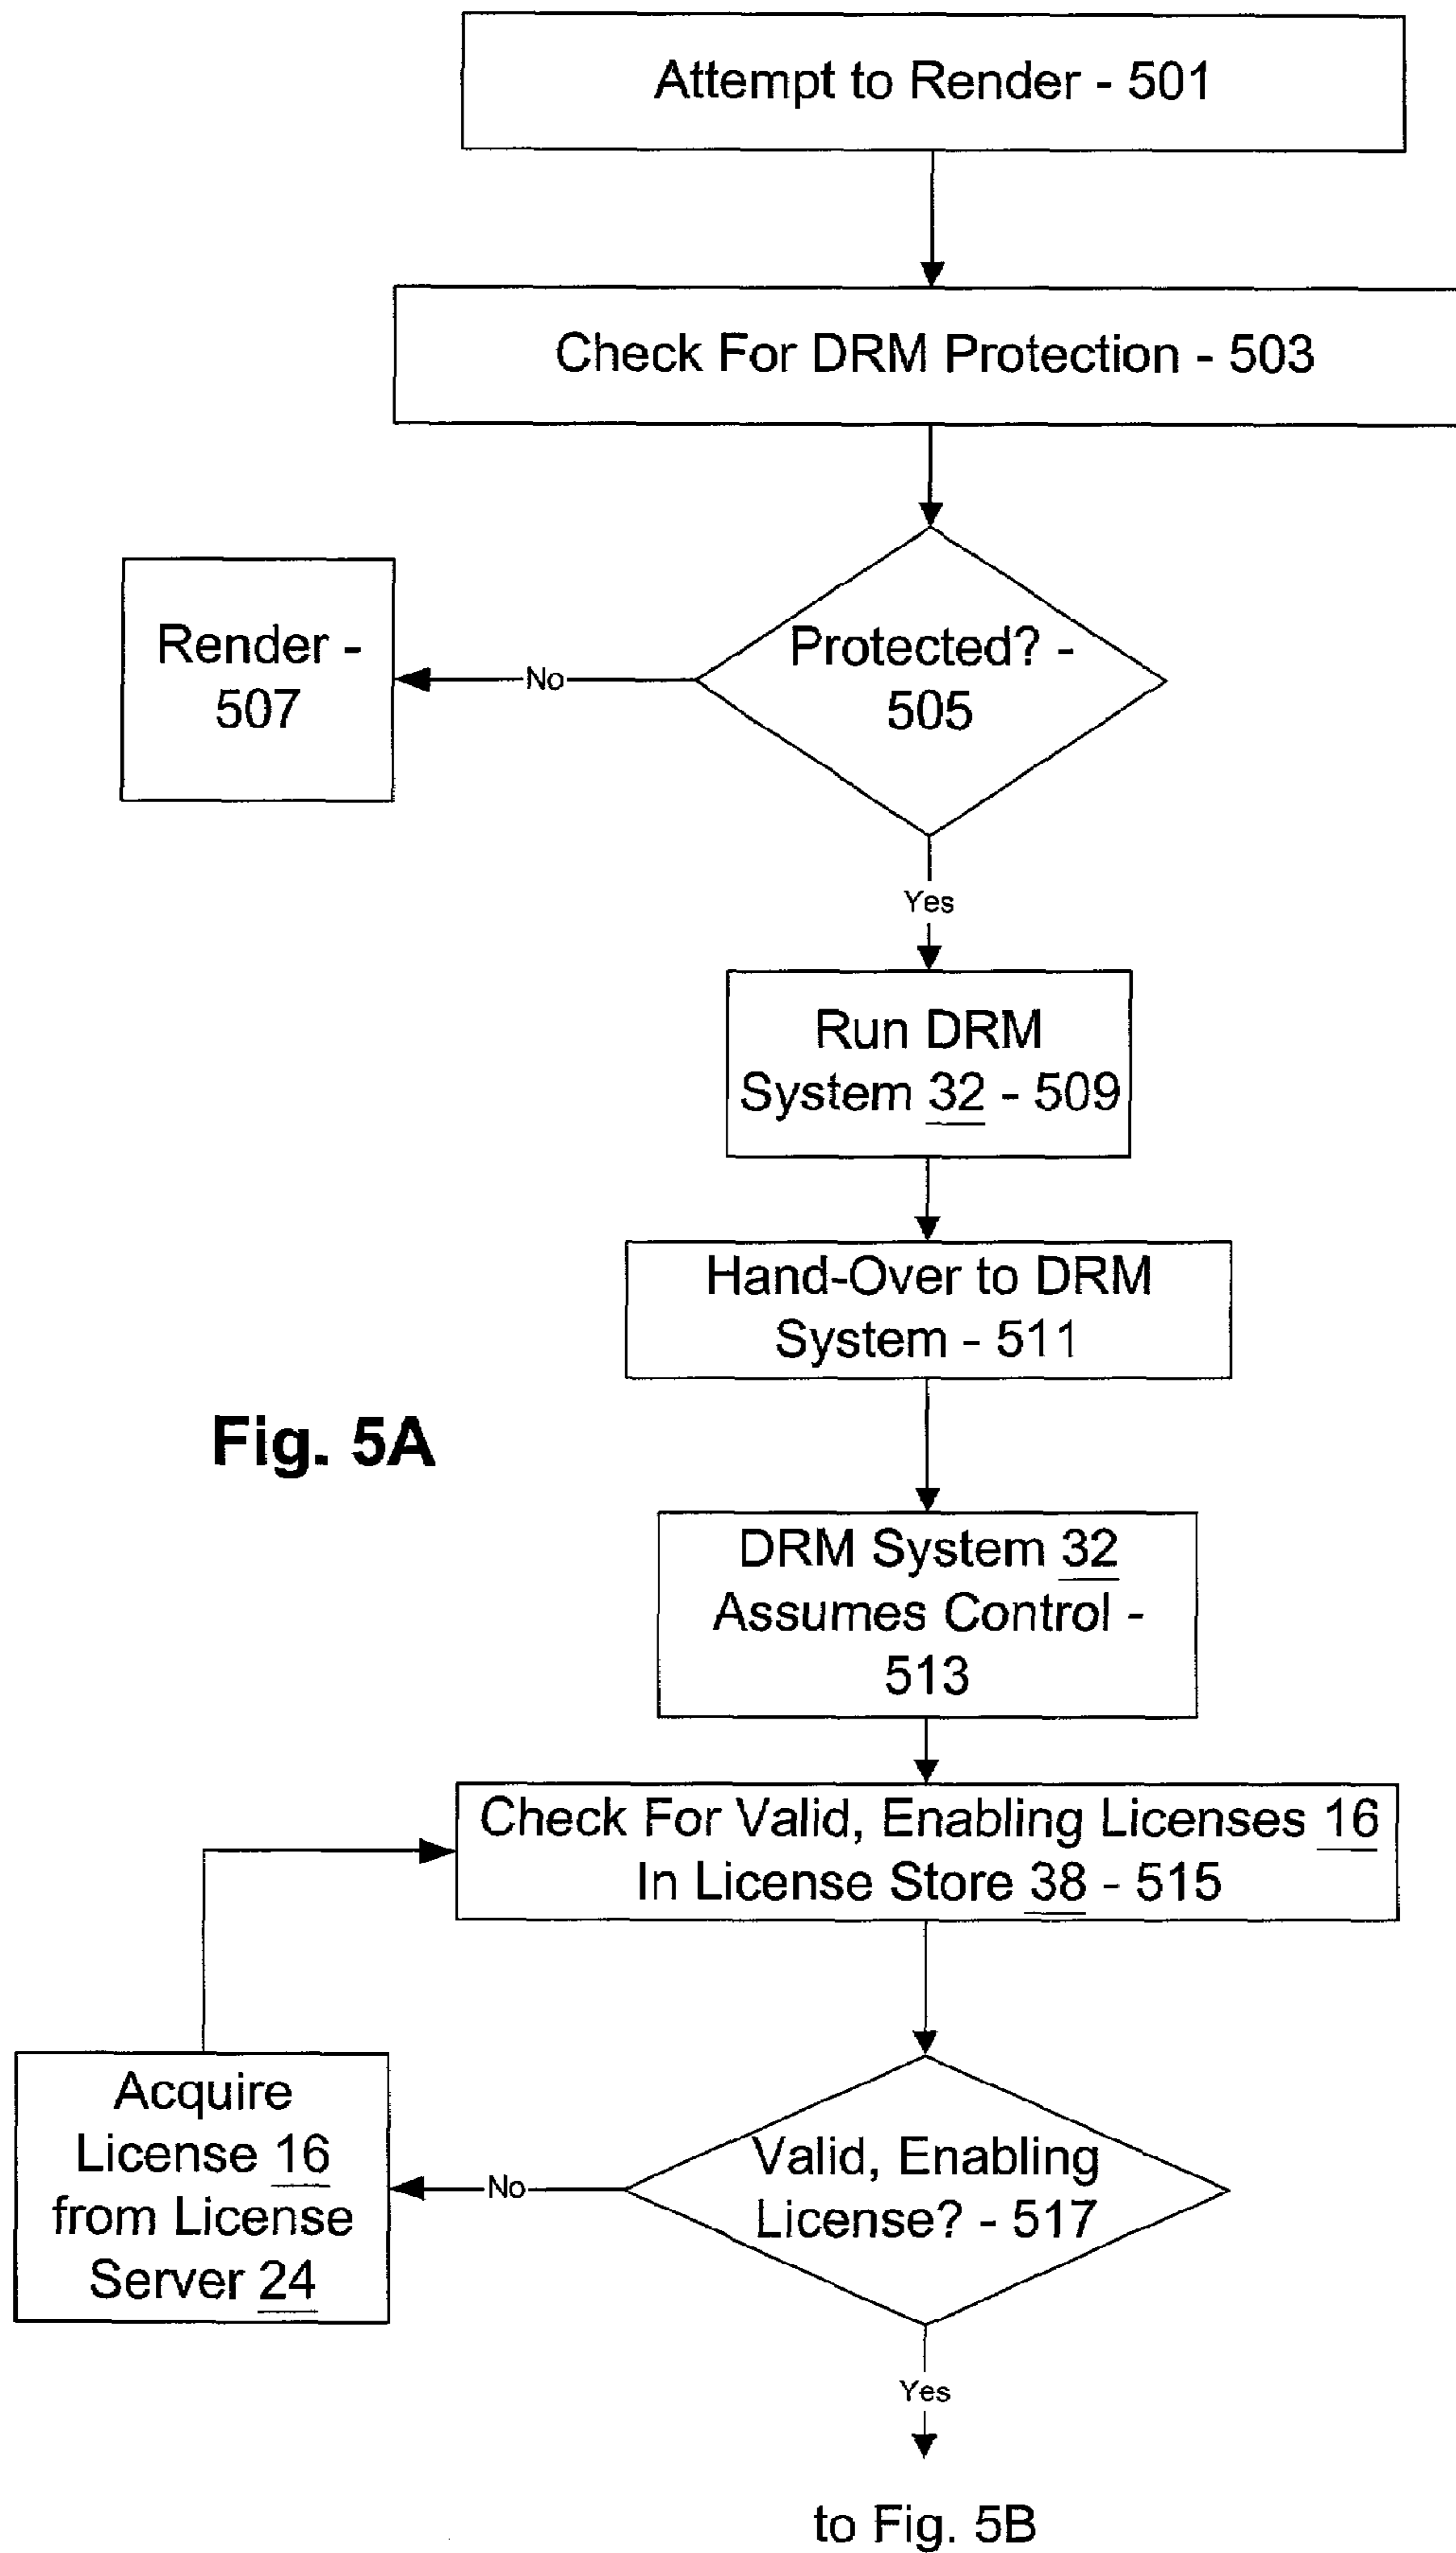 Attempt to Render - 501
Check For DRM Protection - 503
Protected? -
505
No
Render -
507
Yes
Run DRM
System 32 - 509
Hand-Over to DRM
System - 511
Fig. 5A
DRM System 32
Assumes Control -
513
Check For Valid, Enabling Licenses 16
In License Store 38 - 515
Valid, Enabling
License? - 517
No
Acquire
License 16
from License
Server 24
Yes
to Fig. 5B